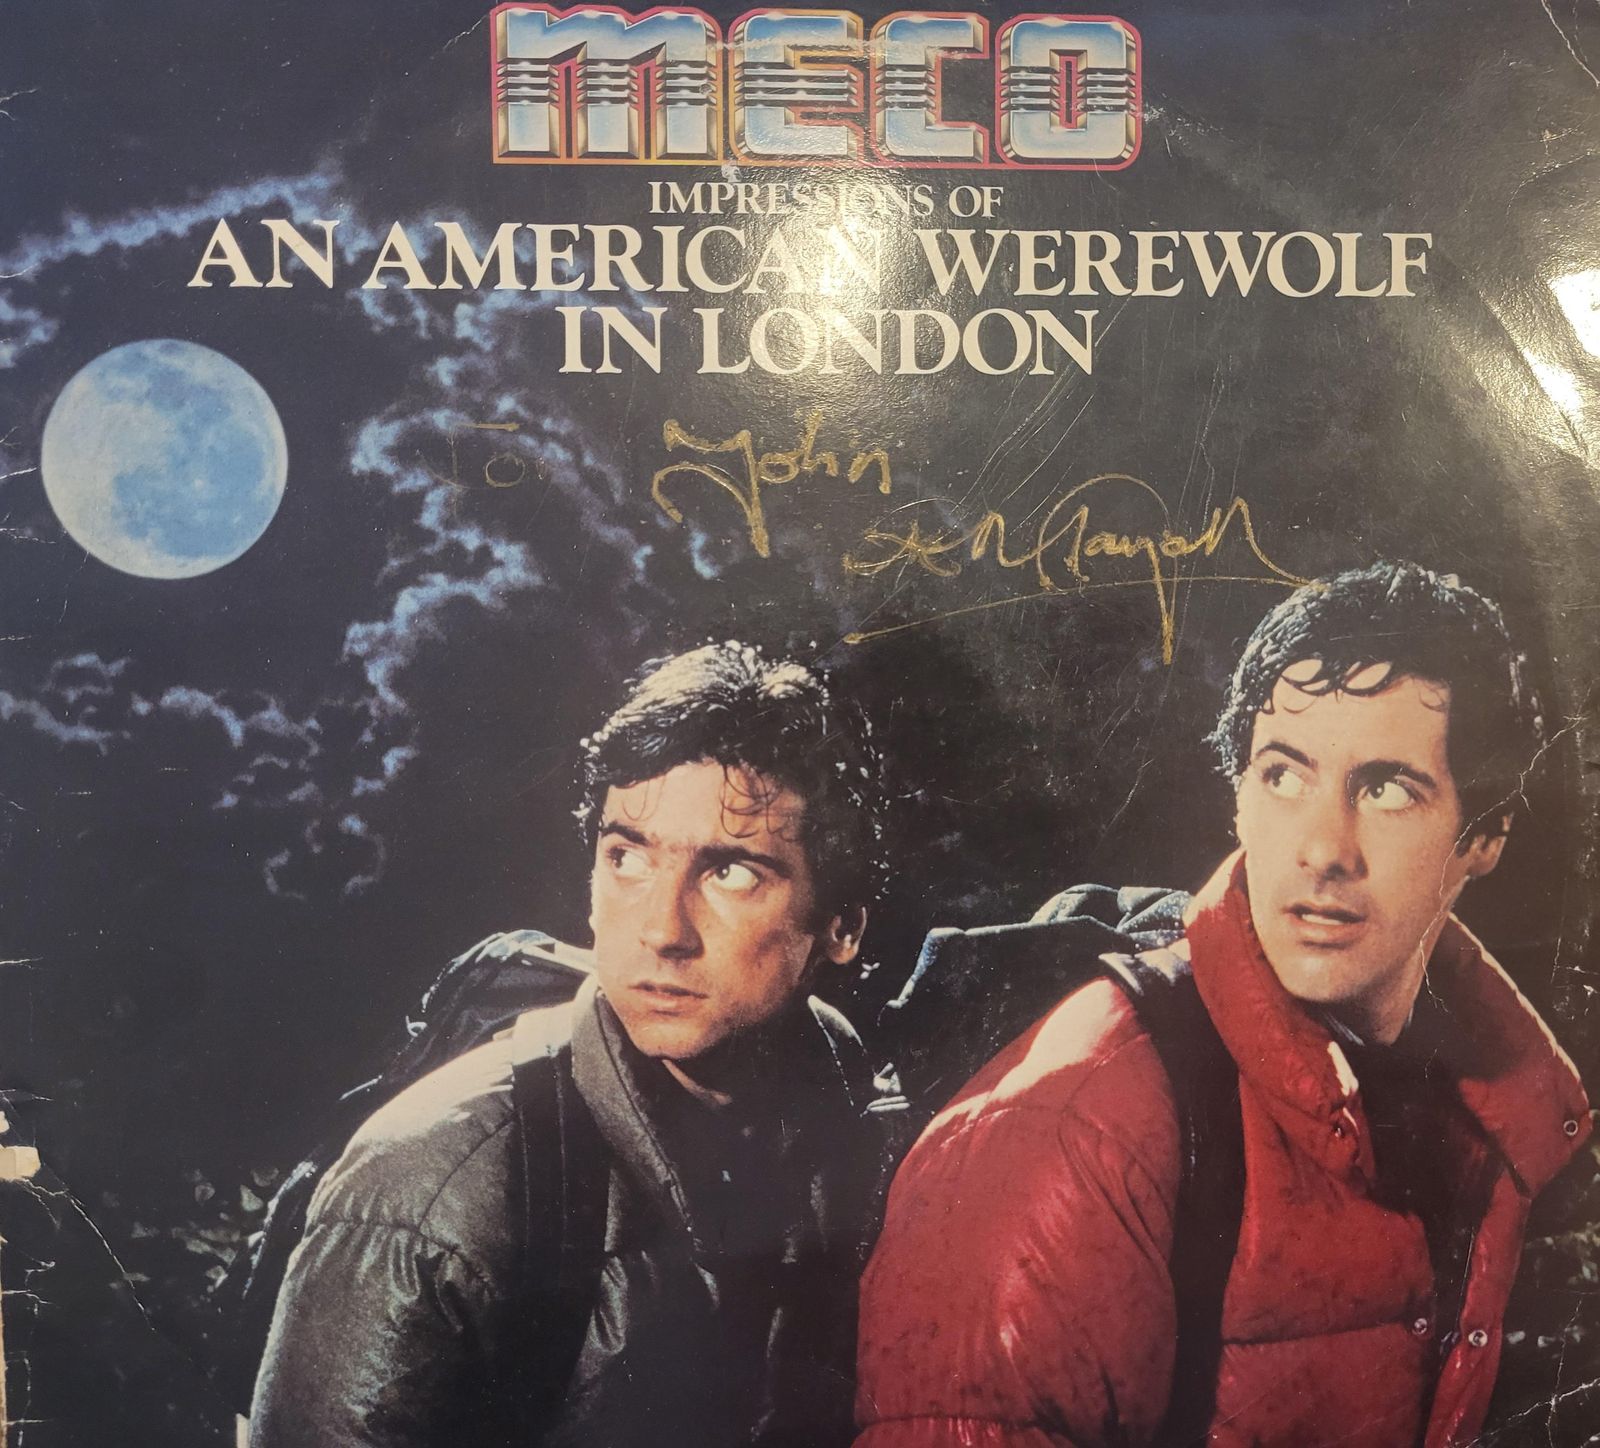 MECO
IMPRESSIONS OF
AN AMERICAN WEREWOLF
IN LONDON
To John